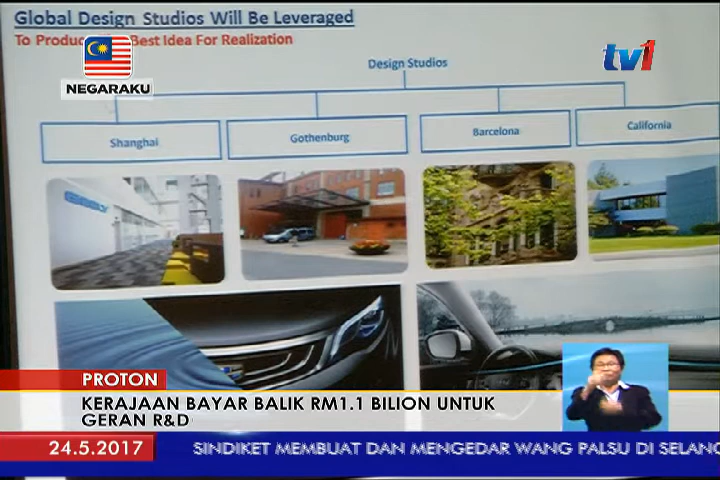 Global Design Studios Will Be Leveraged
To Produc Best Idea For Realization
NEGARAKU
tv1
Design Studios
Shanghai
Gothenburg
Barcelona
California
GEELY
PROTON
KERAJAAN BAYAR BALIK RM1.1 BILION UNTUK
GERAN R&D
24.5.2017
SINDIKET MEMBUAT DAN MENGEDAR WANG PALSU DI SELANG